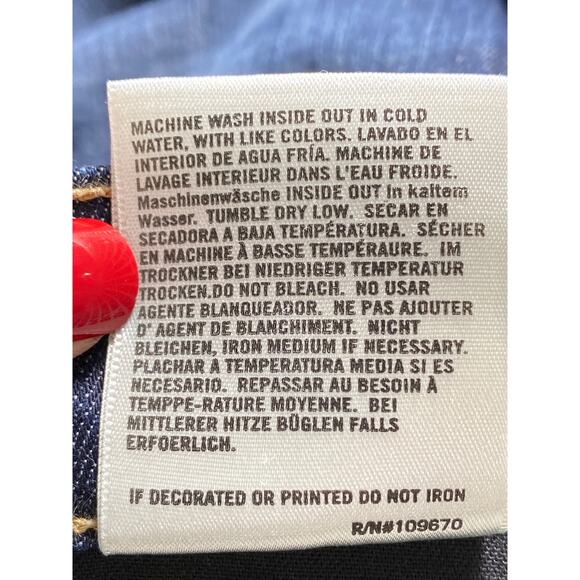 MACHINE WASH INSIDE OUT IN COLD
WATER, WITH LIKE COLORS. LAVADO EN EL
INTERIOR DE AGUA FRÍA. MACHINE DE
LAVAGE INTERIEUR DANS L'EAU FROIDE.
Maschinenwäsche INSIDE OUT in kaltem
Wasser. TUMBLE DRY LOW. SECAR EN
SECADORA A BAJA TEMPÉRATURA. SÉCHER
EN MACHINE À BASSE TEMPÉRAURE. IM
TROCKNER BEI NIEDRIGER TEMPERATUR
TROCKEN.DO NOT BLEACH. NO USAR
AGENTE BLANQUEADOR. NE PAS AJOUTER
D' AGENT DE BLANCHIMENT. NICHT
BLEICHEN, IRON MEDIUM IF NECESSARY.
PLACHAR A TEMPERATURA MEDIA SI ES
NECESARIO. REPASSAR AU BESOIN À
TEMPPE-RATURE MOYENNE. BEI
MITTLERER HITZE BÜGLEN FALLS
ERFOERLICH.
IF DECORATED OR PRINTED DO NOT IRON
R/N#109670